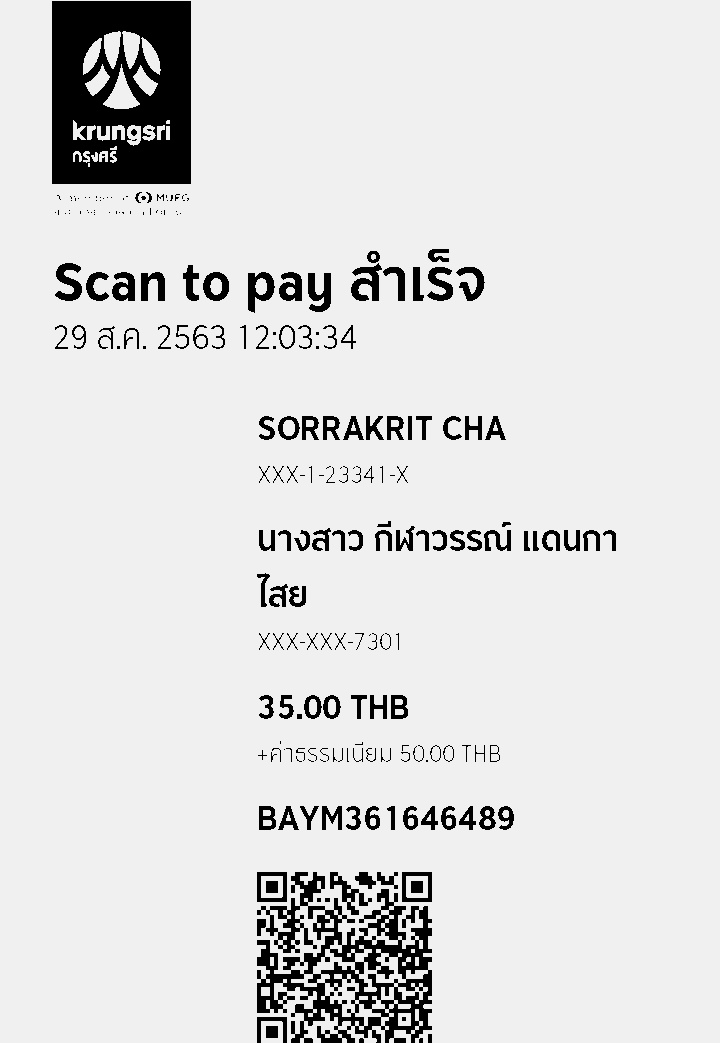 krungsri
กรุงศรี
MUFG
Scan to pay สำเร็จ
29 ส.ค. 2563 12:03:34
SORRAKRIT CHA
XXX-1-23341-X
นางสาว กีฬาวรรณ์ แดนกา
ไสย
XXX-XXX-7301
35.00 THB
+ค่าธรรมเนียม 50.00 THB
BAYM361646489